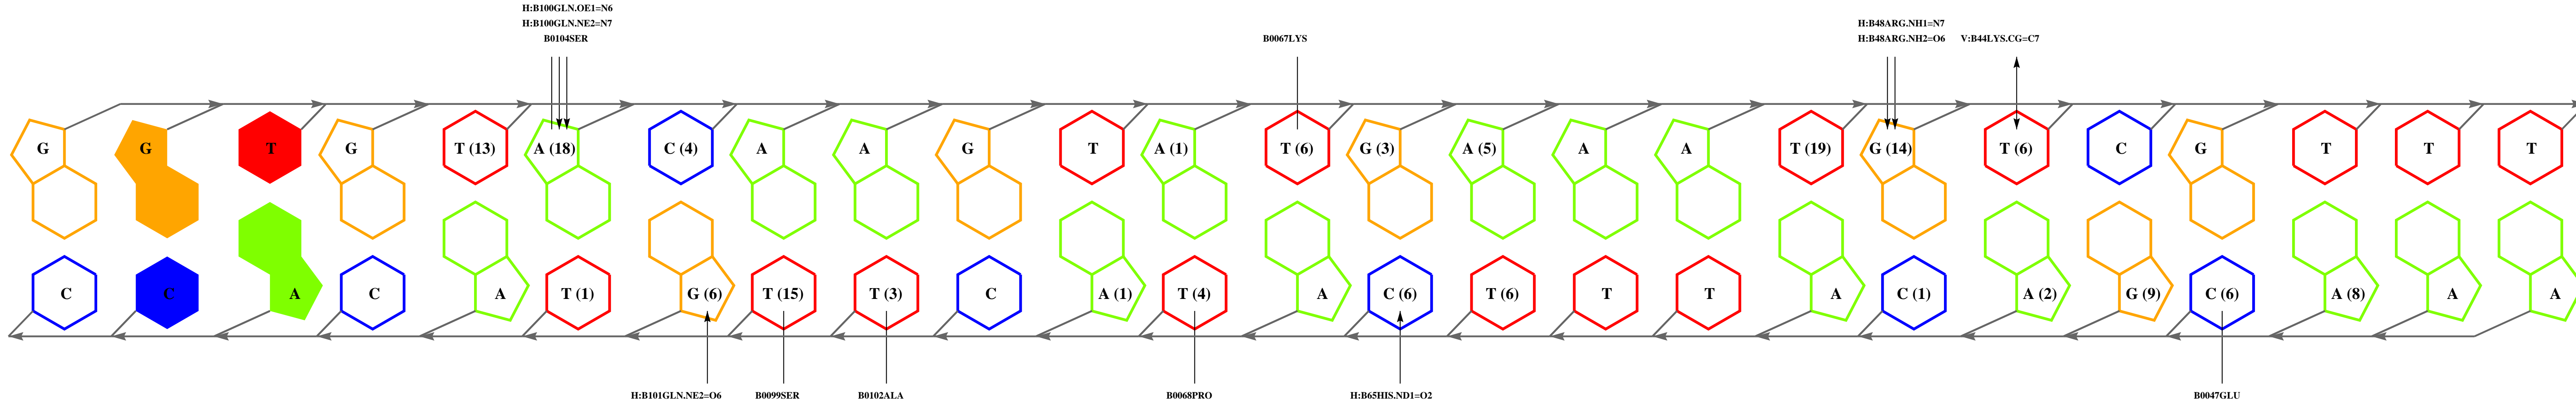 H:B100GLN.OE1=N6
H:B100GLN.NE2=N7 H:B48ARG.NH1=N7
B0104SER B0067LYS H:B48ARG.NH2=O6 V:B44LYS.CG=C7
G G T G T (13) A (18) C (4) A A G T A (1) T (6) G (3) A (5) A A T (19) G (14) T (6) C G T T T
C C A C A T (1) G (6) T (15) T (3) C A (1) T (4) A C (6) T (6) T T A C (1) A (2) G (9) C (6) A (8) A A
H:B101GLN.NE2=O6 B0099SER B0102ALA B0068PRO H:B65HIS.ND1=O2 B0047GLU